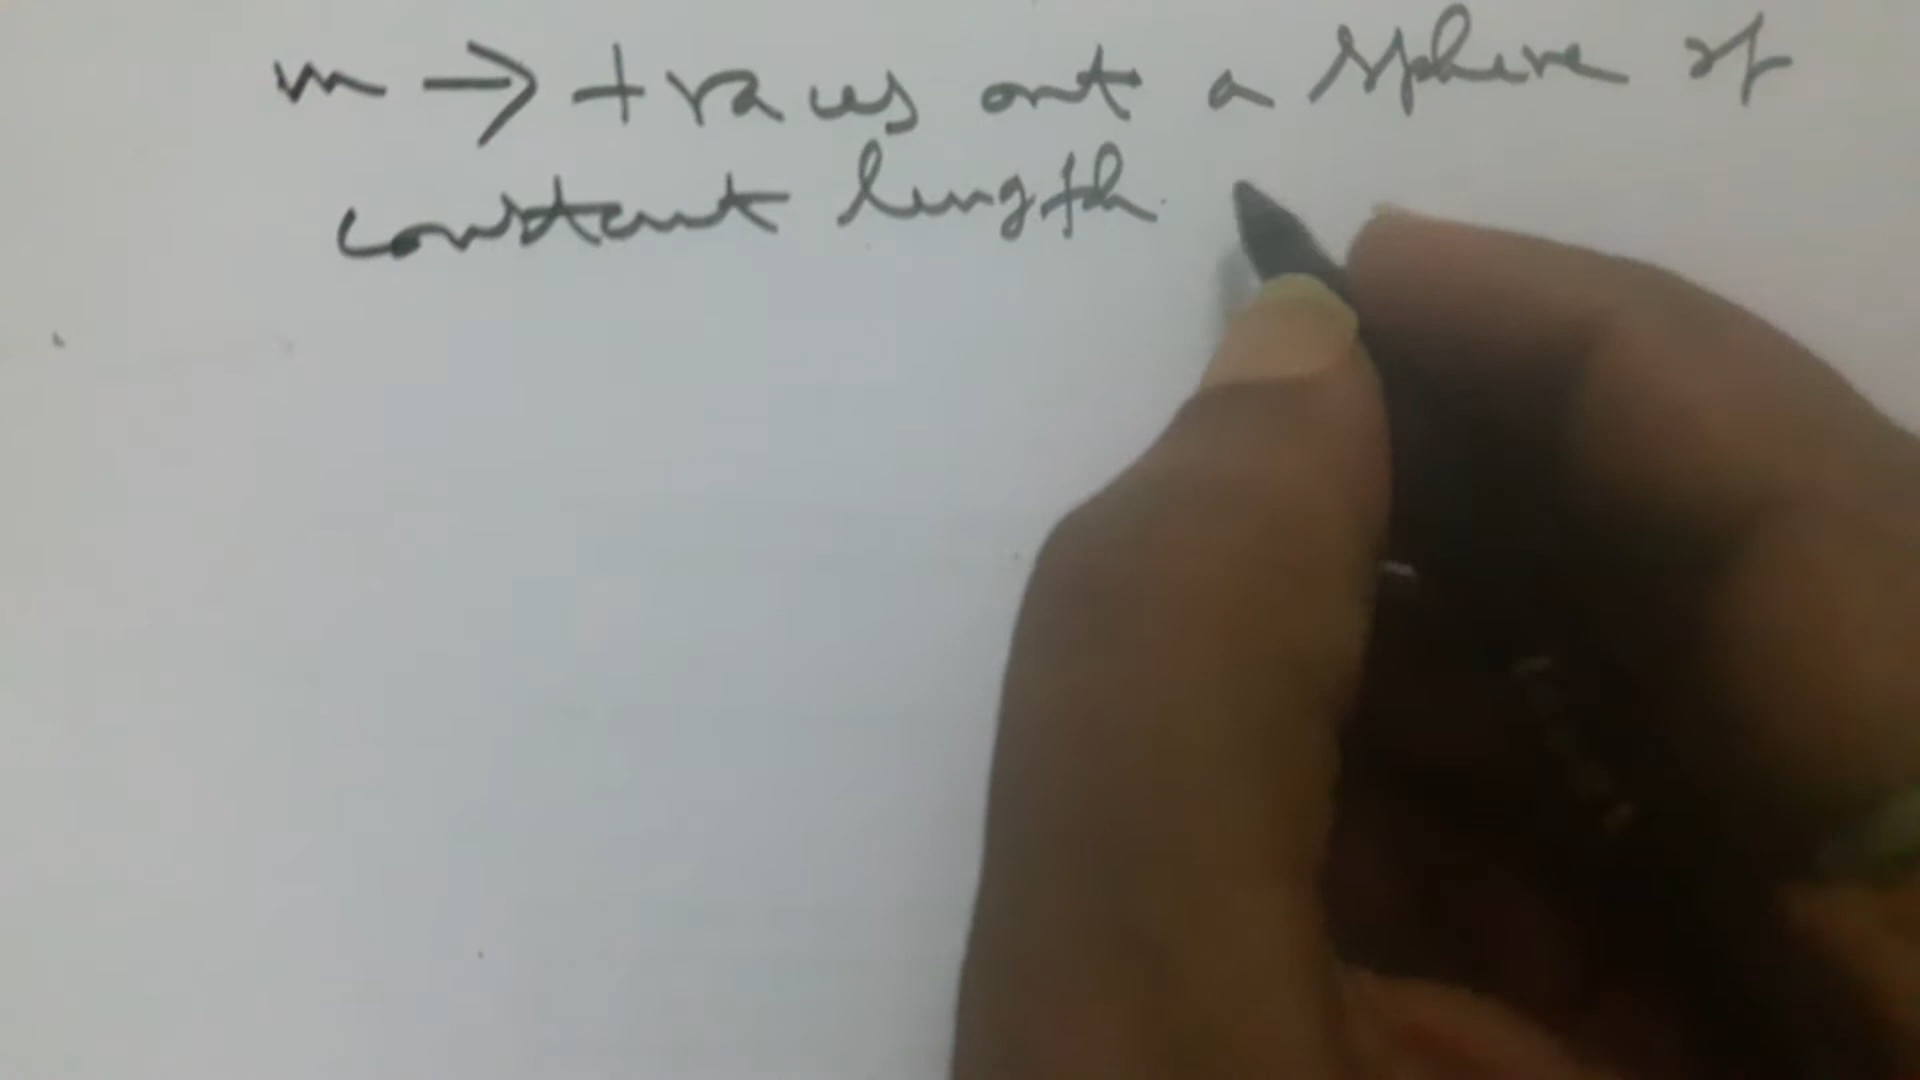 m → traces out a sphere of
constant length.